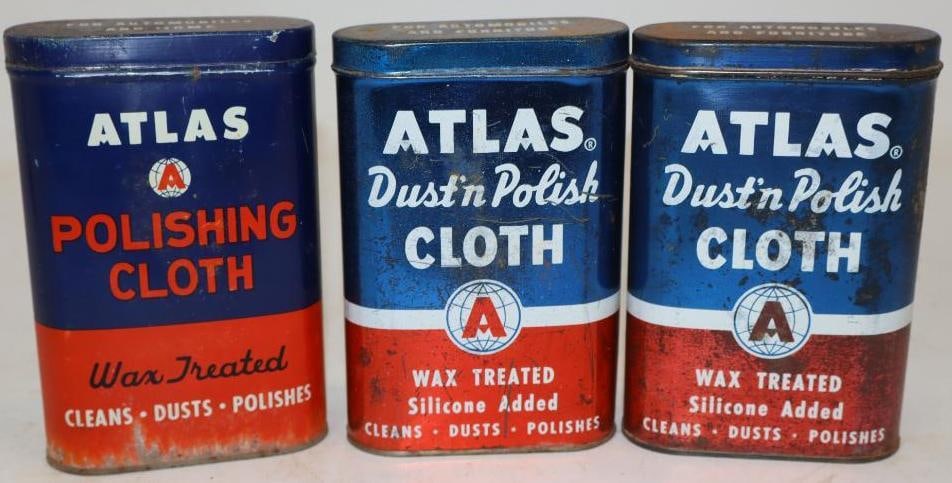 FOR AUTOMOBILES
ATLAS
A
POLISHING
CLOTH
Wax Treated
CLEANS · DUSTS · POLISHES
FOR AUTOMOBILES
AND FURNITURE
ATLAS®
Dust'n Polish
CLOTH
A
WAX TREATED
Silicone Added
CLEANS · DUSTS · POLISHES
FOR AUTOMOBILES
AND FURNITURE
ATLAS®
Dust'n Polish
CLOTH
A
WAX TREATED
Silicone Added
CLEANS · DUSTS · POLISHES